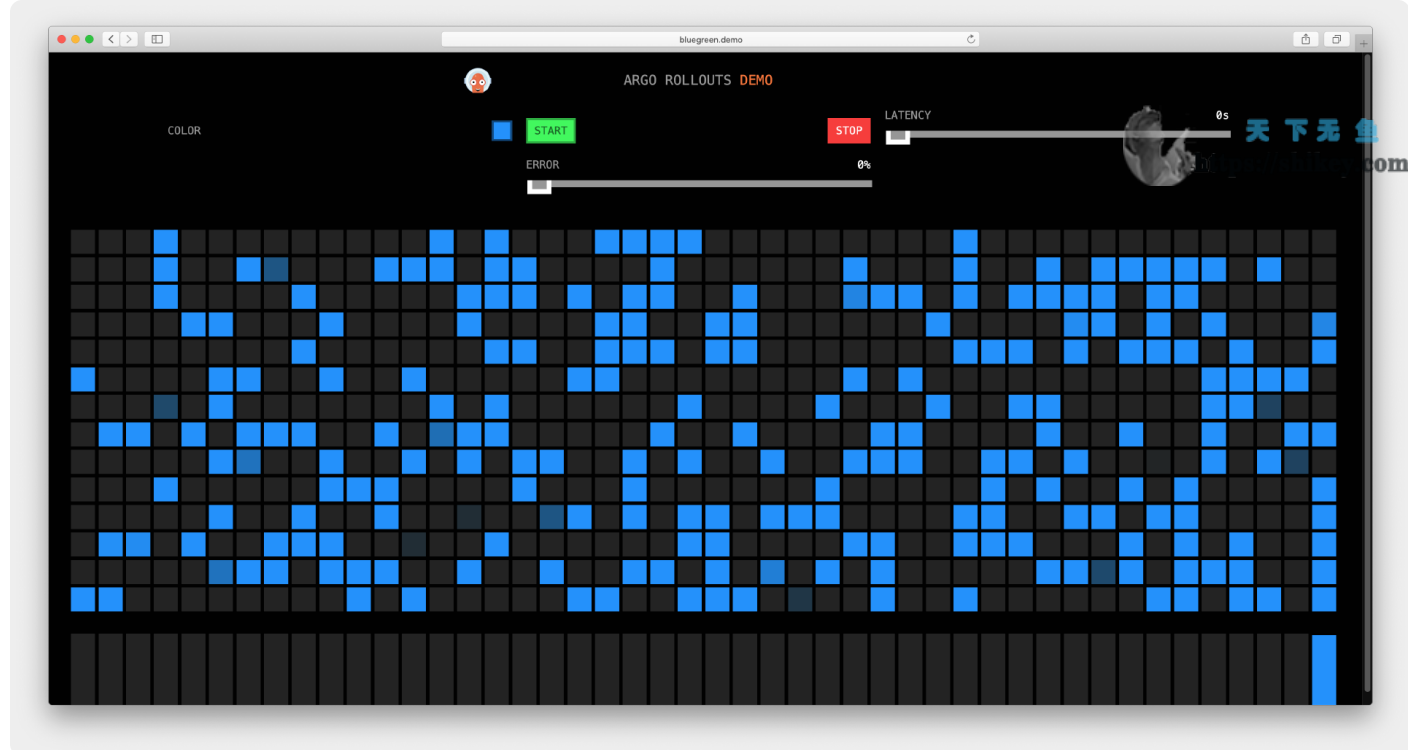 bluegreen.demo
ARGO ROLLOUTS DEMO
COLOR
START
STOP
LATENCY
0s
ERROR
0%
天下无鱼